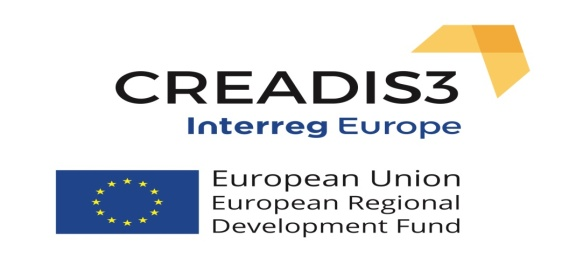 CREADIS3
Interreg Europe
European Union
European Regional
Development Fund